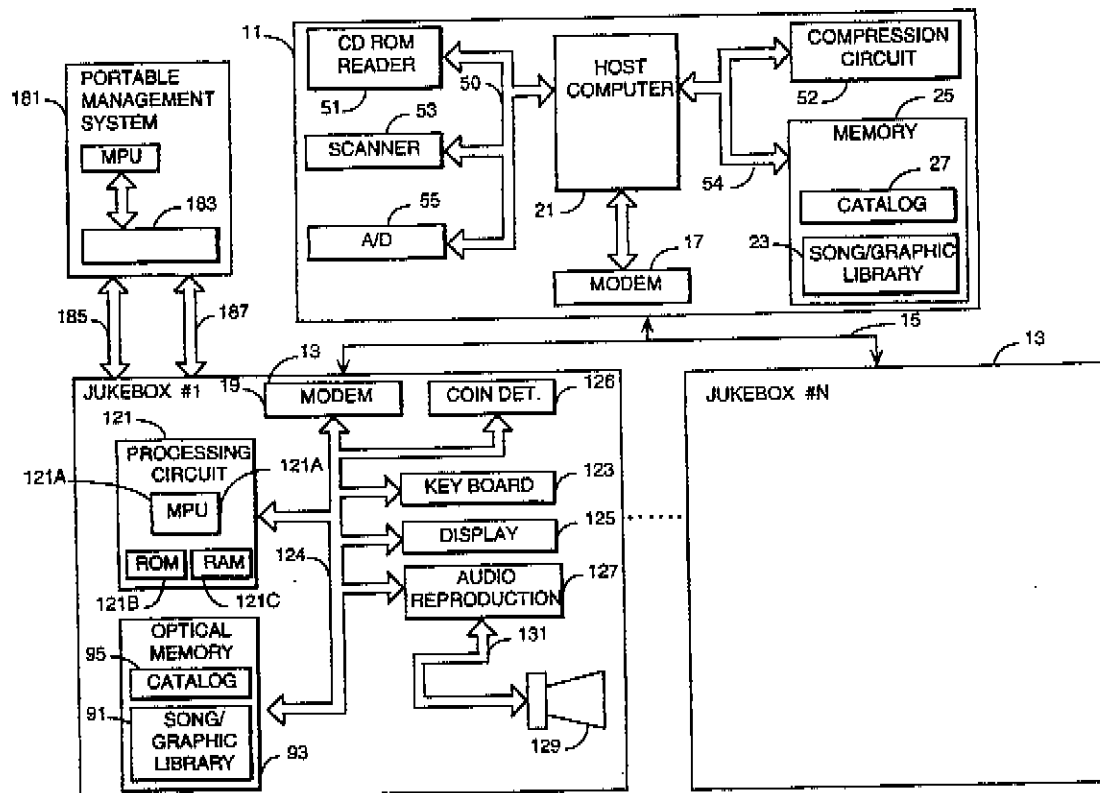 11
CD ROM
READER
51
50
53
SCANNER
55
A/D
HOST
COMPUTER
21
17
MODEM
COMPRESSION
CIRCUIT
52
25
MEMORY
54
27
CATALOG
23
SONG/GRAPHIC
LIBRARY
181
PORTABLE
MANAGEMENT
SYSTEM
MPU
183
185
187
15
13
JUKEBOX #1
19
13
MODEM
COIN DET.
126
121
PROCESSING
CIRCUIT
121A
121A
MPU
ROM
RAM
121B
121C
124
KEY BOARD
123
DISPLAY
125
AUDIO
REPRODUCTION
127
131
129
OPTICAL
MEMORY
95
CATALOG
91
SONG/
GRAPHIC
LIBRARY
93
JUKEBOX #N